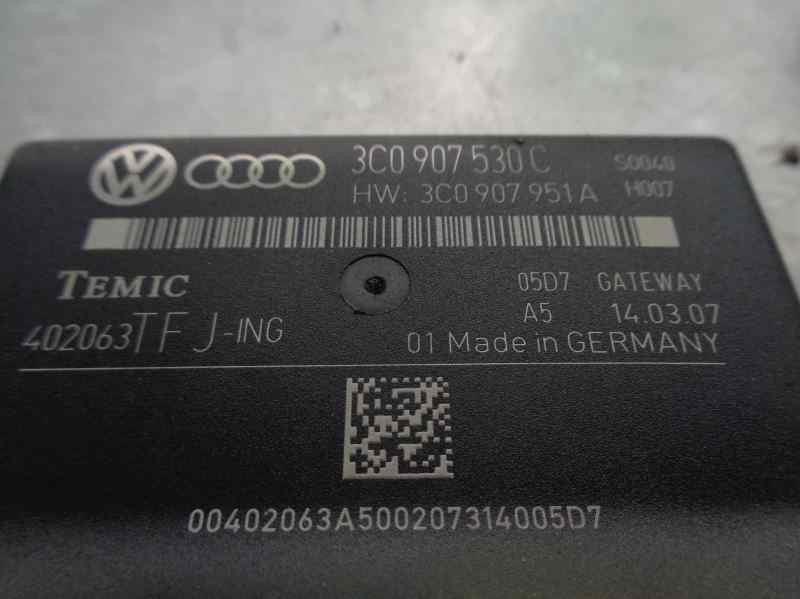 3C0 907 530 C S0040
HW: 3C0 907 951 A H007
TEMIC 05D7 GATEWAY
402063TFJ-ING A5 14.03.07
01 Made in GERMANY
00402063A500207314005D7